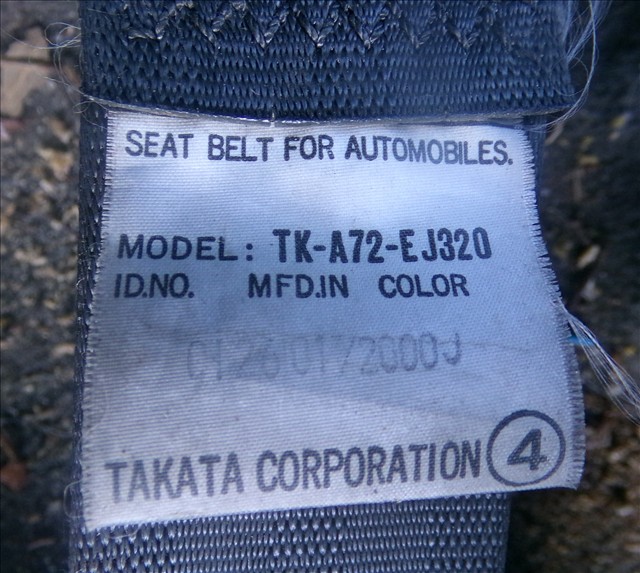 SEAT BELT FOR AUTOMOBILES.
MODEL: TK-A72-EJ320
ID.NO. MFD.IN COLOR
TAKATA CORPORATION 4